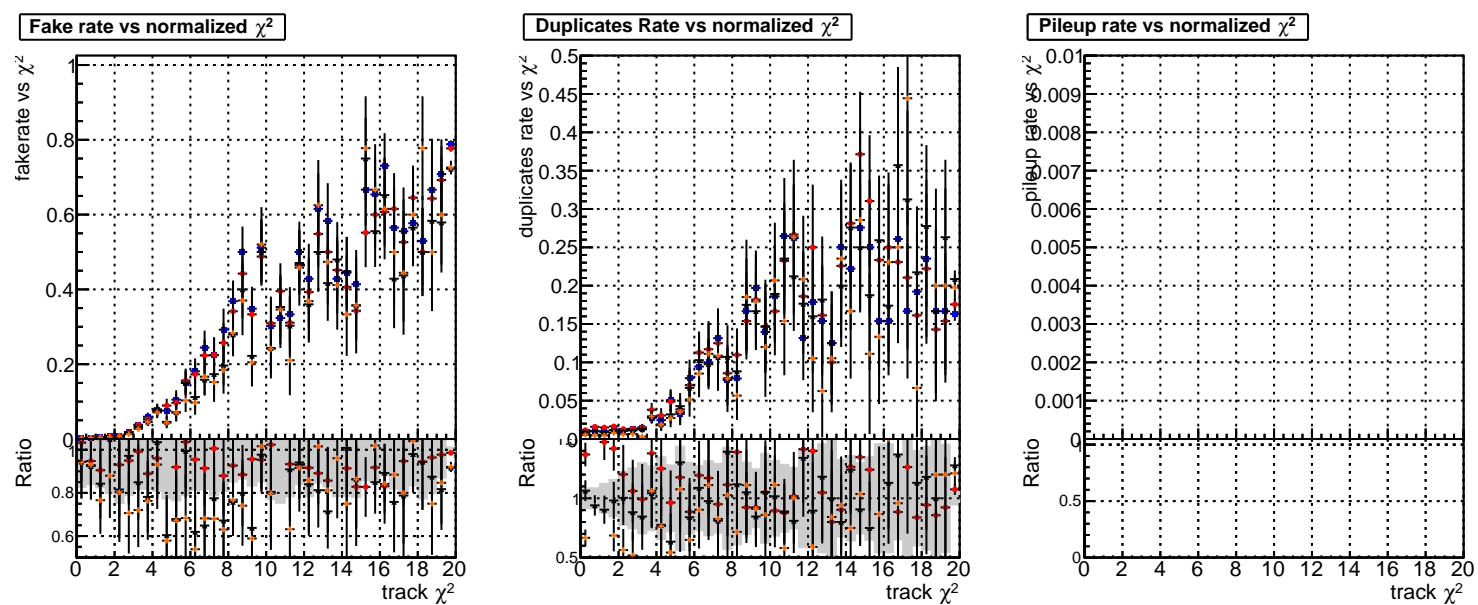 Fake rate vs normalized χ²
fakerate vs χ²
1
0.8
0.6
0.4
0.2
0
Ratio
1
0.8
0.6
0 2 4 6 8 10 12 14 16 18 20
track χ²
Duplicates Rate vs normalized χ²
duplicates rate vs χ²
0.5
0.45
0.4
0.35
0.3
0.25
0.2
0.15
0.1
0.05
0
Ratio
1
0.5
0 2 4 6 8 10 12 14 16 18 20
track χ²
Pileup rate vs normalized χ²
pileup rate vs χ²
0.01
0.009
0.008
0.007
0.006
0.005
0.004
0.003
0.002
0.001
0
Ratio
1
0.5
0
0 2 4 6 8 10 12 14 16 18 20
track χ²